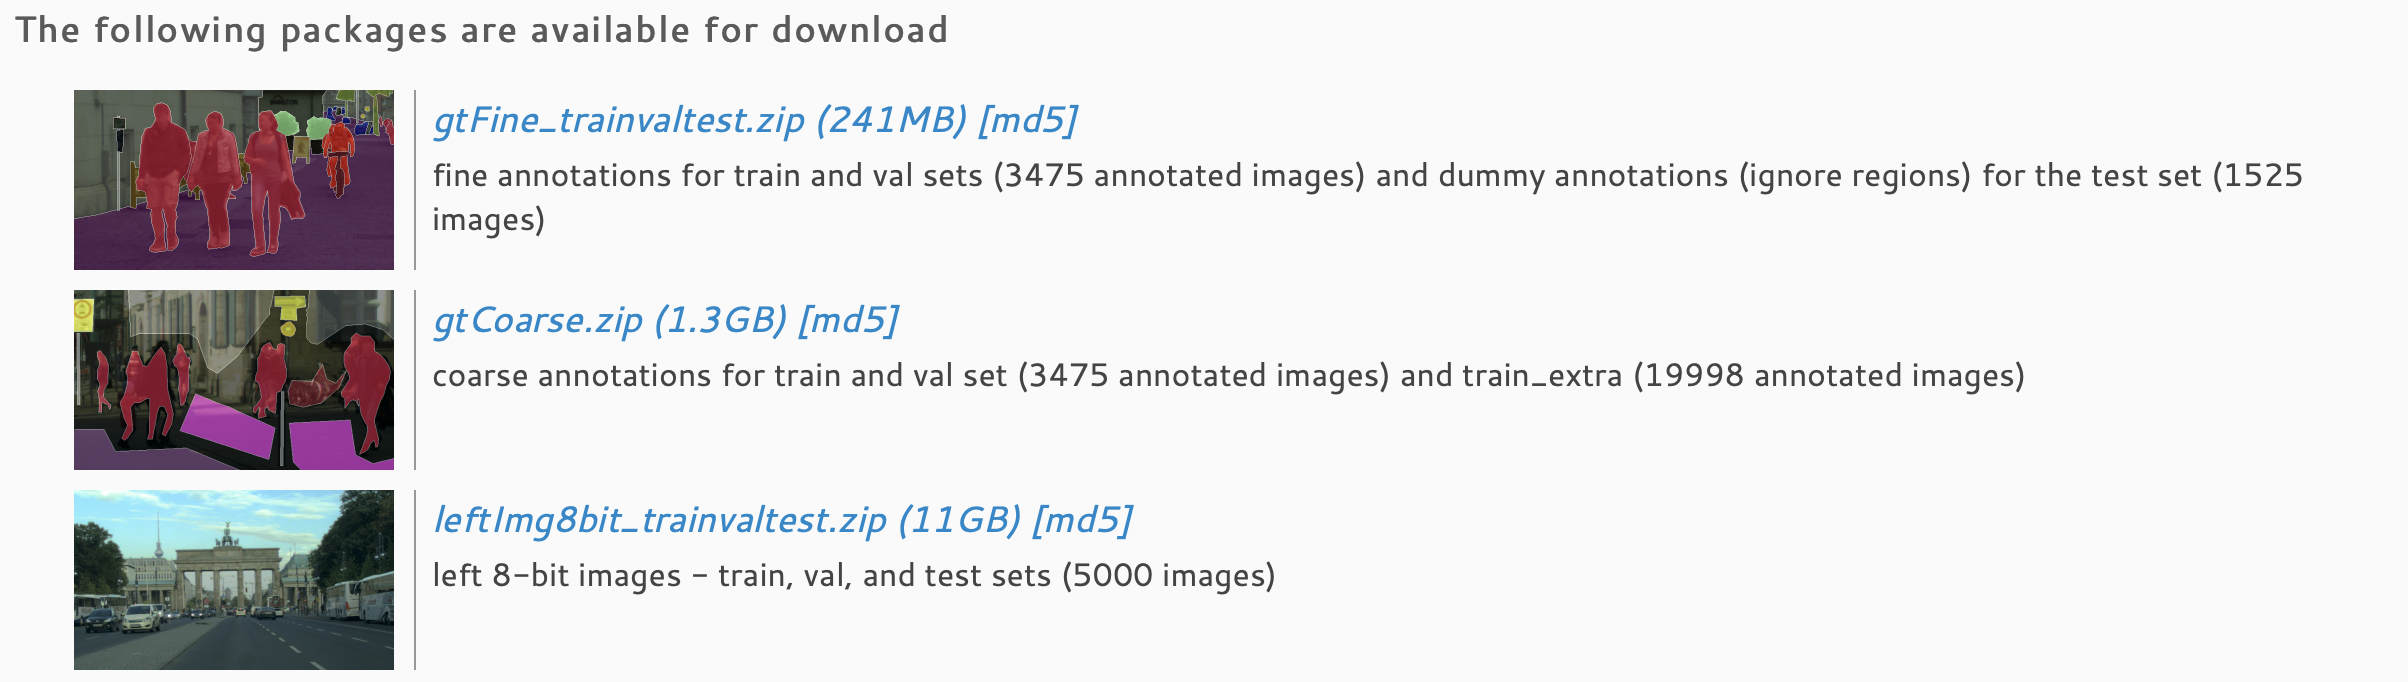 The following packages are available for download
gtFine_trainvaltest.zip (241MB) [md5]
fine annotations for train and val sets (3475 annotated images) and dummy annotations (ignore regions) for the test set (1525
images)
gtCoarse.zip (1.3GB) [md5]
coarse annotations for train and val set (3475 annotated images) and train_extra (19998 annotated images)
leftImg8bit_trainvaltest.zip (11GB) [md5]
left 8-bit images - train, val, and test sets (5000 images)